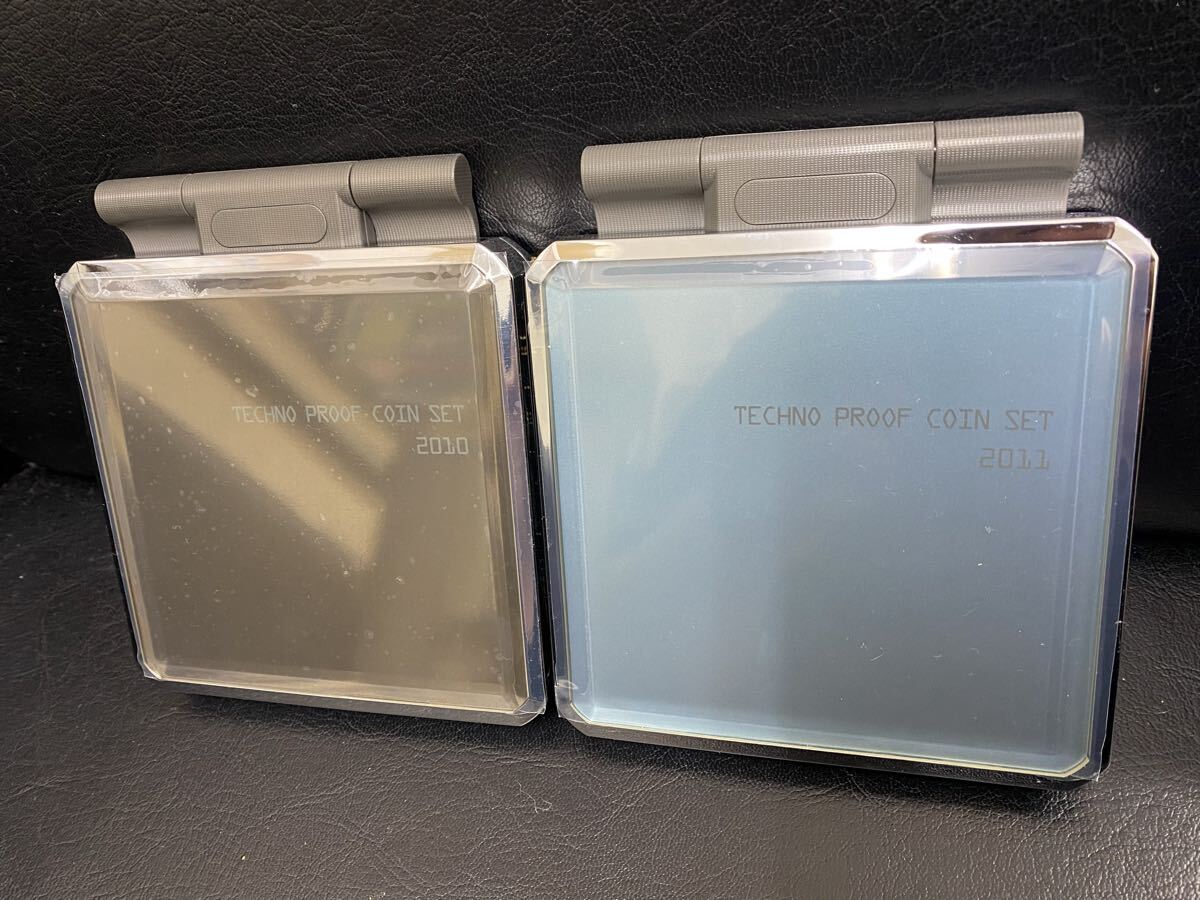 TECHNO PROOF COIN SET
2010
TECHNO PROOF COIN SET
2011